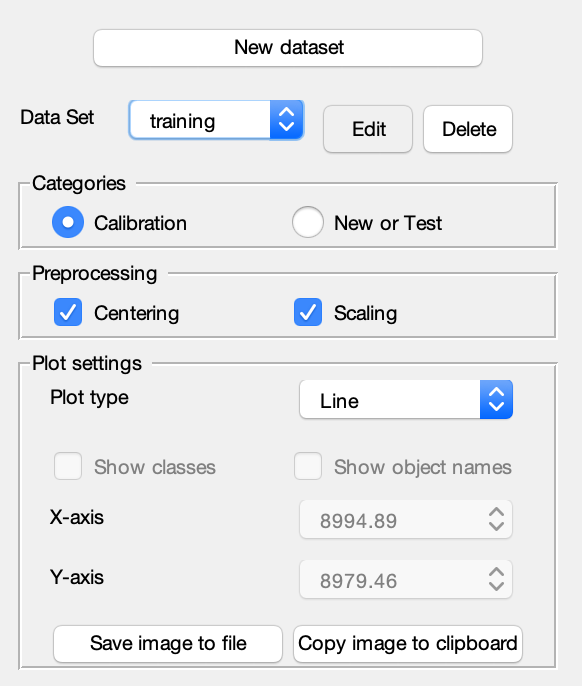 New dataset
Data Set training Edit Delete
Categories
Calibration New or Test
Preprocessing
Centering Scaling
Plot settings
Plot type Line
Show classes Show object names
X-axis 8994.89
Y-axis 8979.46
Save image to file Copy image to clipboard